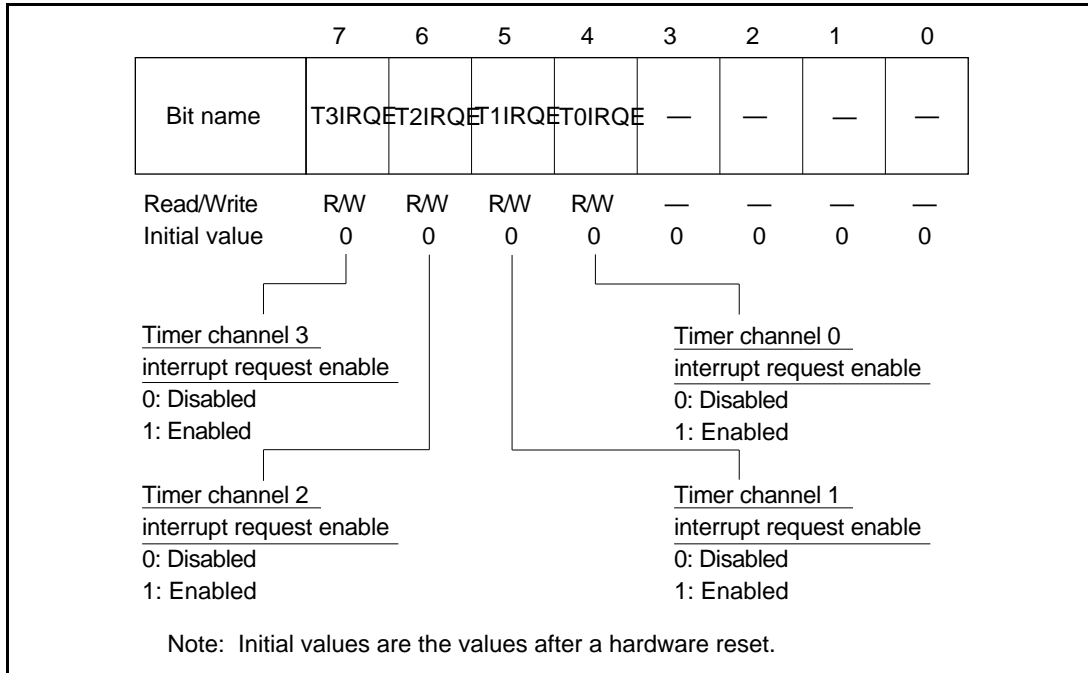 7 6 5 4 3 2 1 0
Bit name T3IRQE T2IRQE T1IRQE T0IRQE — — — —
Read/Write R/W R/W R/W R/W — — — —
Initial value 0 0 0 0 0 0 0 0
Timer channel 3
interrupt request enable
0: Disabled
1: Enabled
Timer channel 0
interrupt request enable
0: Disabled
1: Enabled
Timer channel 2
interrupt request enable
0: Disabled
1: Enabled
Timer channel 1
interrupt request enable
0: Disabled
1: Enabled
Note: Initial values are the values after a hardware reset.